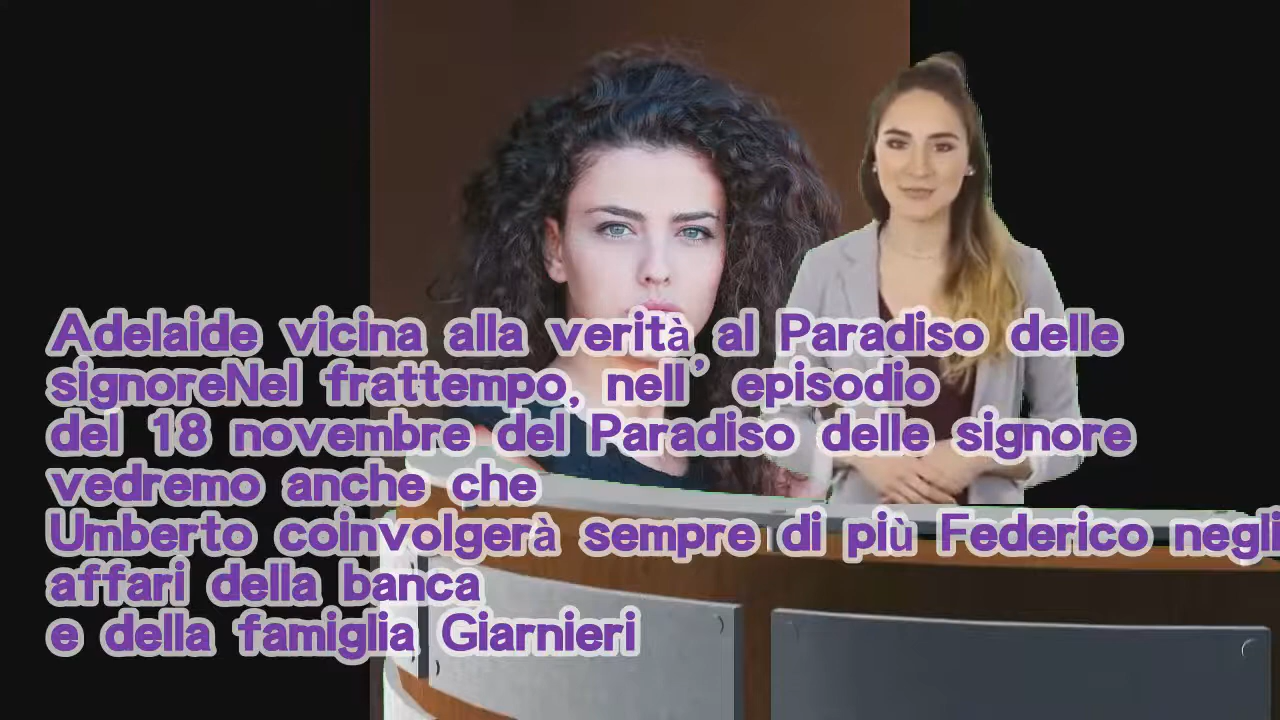 Adelaide vicina alla verità al Paradiso delle
signoreNel frattempo, nell’ episodio
del 18 novembre del Paradiso delle signore
vedremo anche che
Umberto coinvolgerà sempre di più Federico negli
affari della banca
e della famiglia Giarnieri